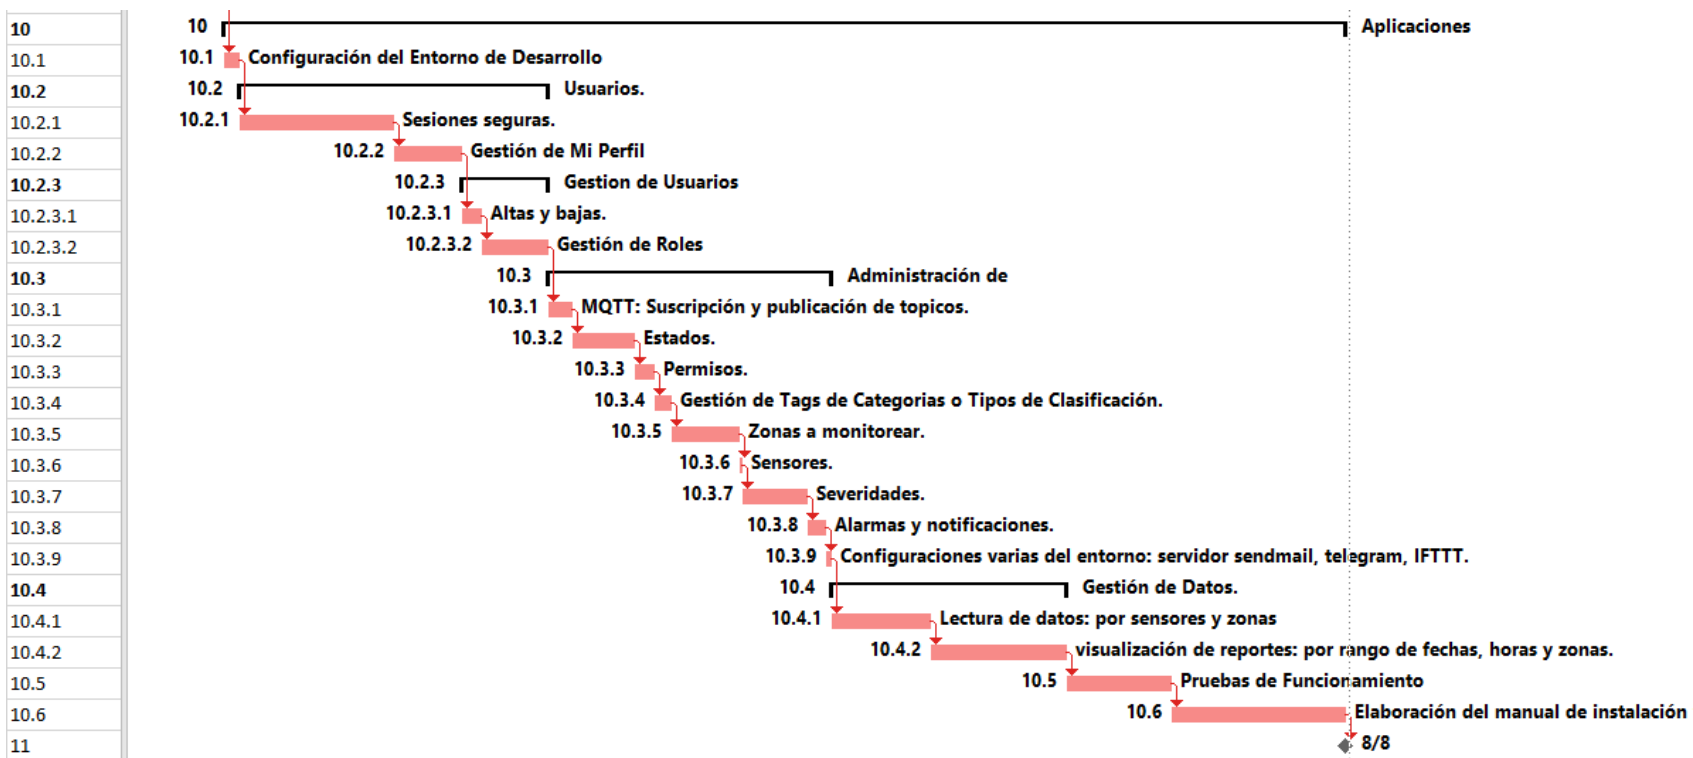 10 10 Aplicaciones
10.1 10.1 Configuración del Entorno de Desarrollo
10.2 10.2 Usuarios.
10.2.1 10.2.1 Sesiones seguras.
10.2.2 10.2.2 Gestión de Mi Perfil
10.2.3 10.2.3 Gestion de Usuarios
10.2.3.1 10.2.3.1 Altas y bajas.
10.2.3.2 10.2.3.2 Gestión de Roles
10.3 10.3 Administración de
10.3.1 10.3.1 MQTT: Suscripción y publicación de topicos.
10.3.2 10.3.2 Estados.
10.3.3 10.3.3 Permisos.
10.3.4 10.3.4 Gestión de Tags de Categorias o Tipos de Clasificación.
10.3.5 10.3.5 Zonas a monitorear.
10.3.6 10.3.6 Sensores.
10.3.7 10.3.7 Severidades.
10.3.8 10.3.8 Alarmas y notificaciones.
10.3.9 10.3.9 Configuraciones varias del entorno: servidor sendmail, telegram, IFTTT.
10.4 10.4 Gestión de Datos.
10.4.1 10.4.1 Lectura de datos: por sensores y zonas
10.4.2 10.4.2 visualización de reportes: por rango de fechas, horas y zonas.
10.5 10.5 Pruebas de Funcionamiento
10.6 10.6 Elaboración del manual de instalación
11 8/8